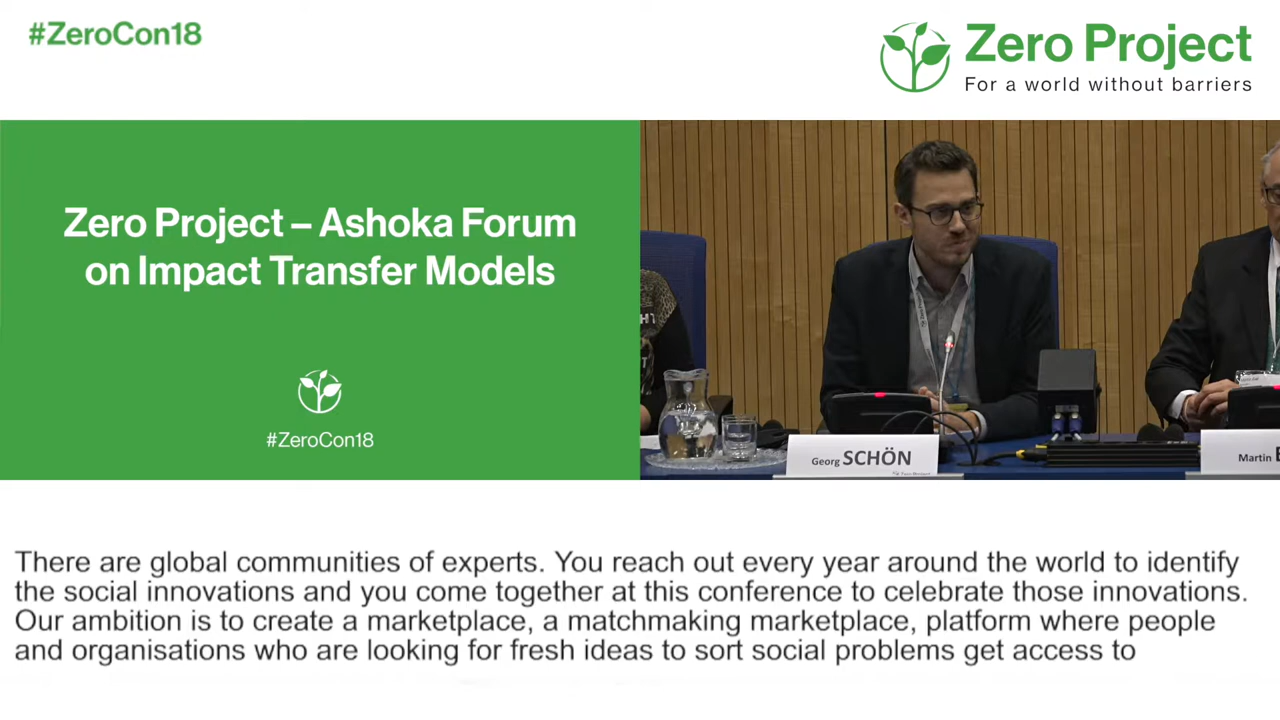 #ZeroCon18
Zero Project
For a world without barriers
Zero Project – Ashoka Forum
on Impact Transfer Models
#ZeroCon18
Georg SCHÖN
Martin
There are global communities of experts. You reach out every year around the world to identify
the social innovations and you come together at this conference to celebrate those innovations.
Our ambition is to create a marketplace, a matchmaking marketplace, platform where people
and organisations who are looking for fresh ideas to sort social problems get access to